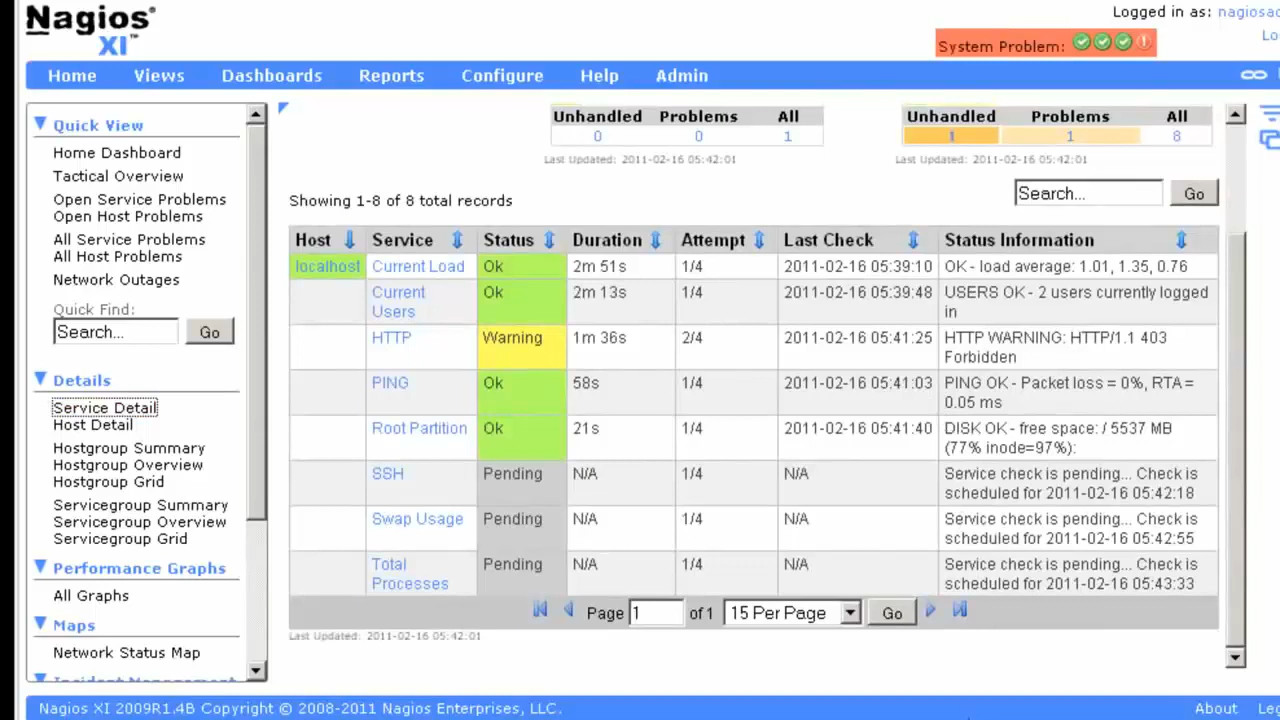 Nagios®
XI™
Logged in as: nagiosad
System Problem:
Lo
Home Views Dashboards Reports Configure Help Admin
Quick View
Home Dashboard
Tactical Overview
Open Service Problems
Open Host Problems
All Service Problems
All Host Problems
Network Outages
Quick Find:
Search... Go
Details
Service Detail
Host Detail
Hostgroup Summary
Hostgroup Overview
Hostgroup Grid
Servicegroup Summary
Servicegroup Overview
Servicegroup Grid
Performance Graphs
All Graphs
Maps
Network Status Map
Incident Management
Unhandled Problems All
0 0 1
Last Updated: 2011-02-16 05:42:01
Unhandled Problems All
1 1 8
Last Updated: 2011-02-16 05:42:01
Showing 1-8 of 8 total records
Search... Go
Host Service Status Duration Attempt Last Check Status Information
localhost Current Load Ok 2m 51s 1/4 2011-02-16 05:39:10 OK - load average: 1.01, 1.35, 0.76
Current Ok 2m 13s 1/4 2011-02-16 05:39:48 USERS OK - 2 users currently logged
Users in
HTTP Warning 1m 36s 2/4 2011-02-16 05:41:25 HTTP WARNING: HTTP/1.1 403
Forbidden
PING Ok 58s 1/4 2011-02-16 05:41:03 PING OK - Packet loss = 0%, RTA =
0.05 ms
Root Partition Ok 21s 1/4 2011-02-16 05:41:40 DISK OK - free space: / 5537 MB
(77% inode=97%):
SSH Pending N/A 1/4 N/A Service check is pending... Check is
scheduled for 2011-02-16 05:42:18
Swap Usage Pending N/A 1/4 N/A Service check is pending... Check is
scheduled for 2011-02-16 05:42:55
Total Pending N/A 1/4 N/A Service check is pending... Check is
Processes scheduled for 2011-02-16 05:43:33
Page 1 of 1 15 Per Page Go
Last Updated: 2011-02-16 05:42:01
Nagios XI 2009R1.4B Copyright © 2008-2011 Nagios Enterprises, LLC.
About Leg